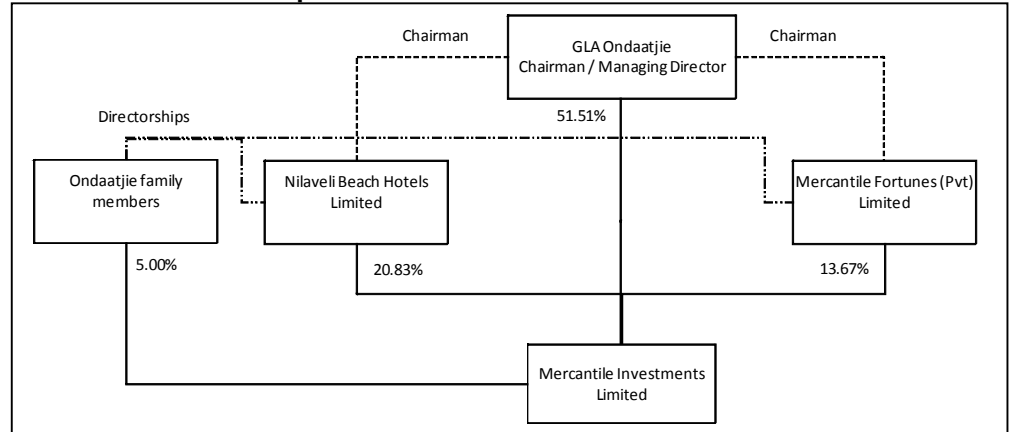 Chairman
GLA Ondaatjie
Chairman / Managing Director
Chairman
51.51%
Directorships
Ondaatjie family
members
Nilaveli Beach Hotels
Limited
Mercantile Fortunes (Pvt)
Limited
5.00%
20.83%
13.67%
Mercantile Investments
Limited